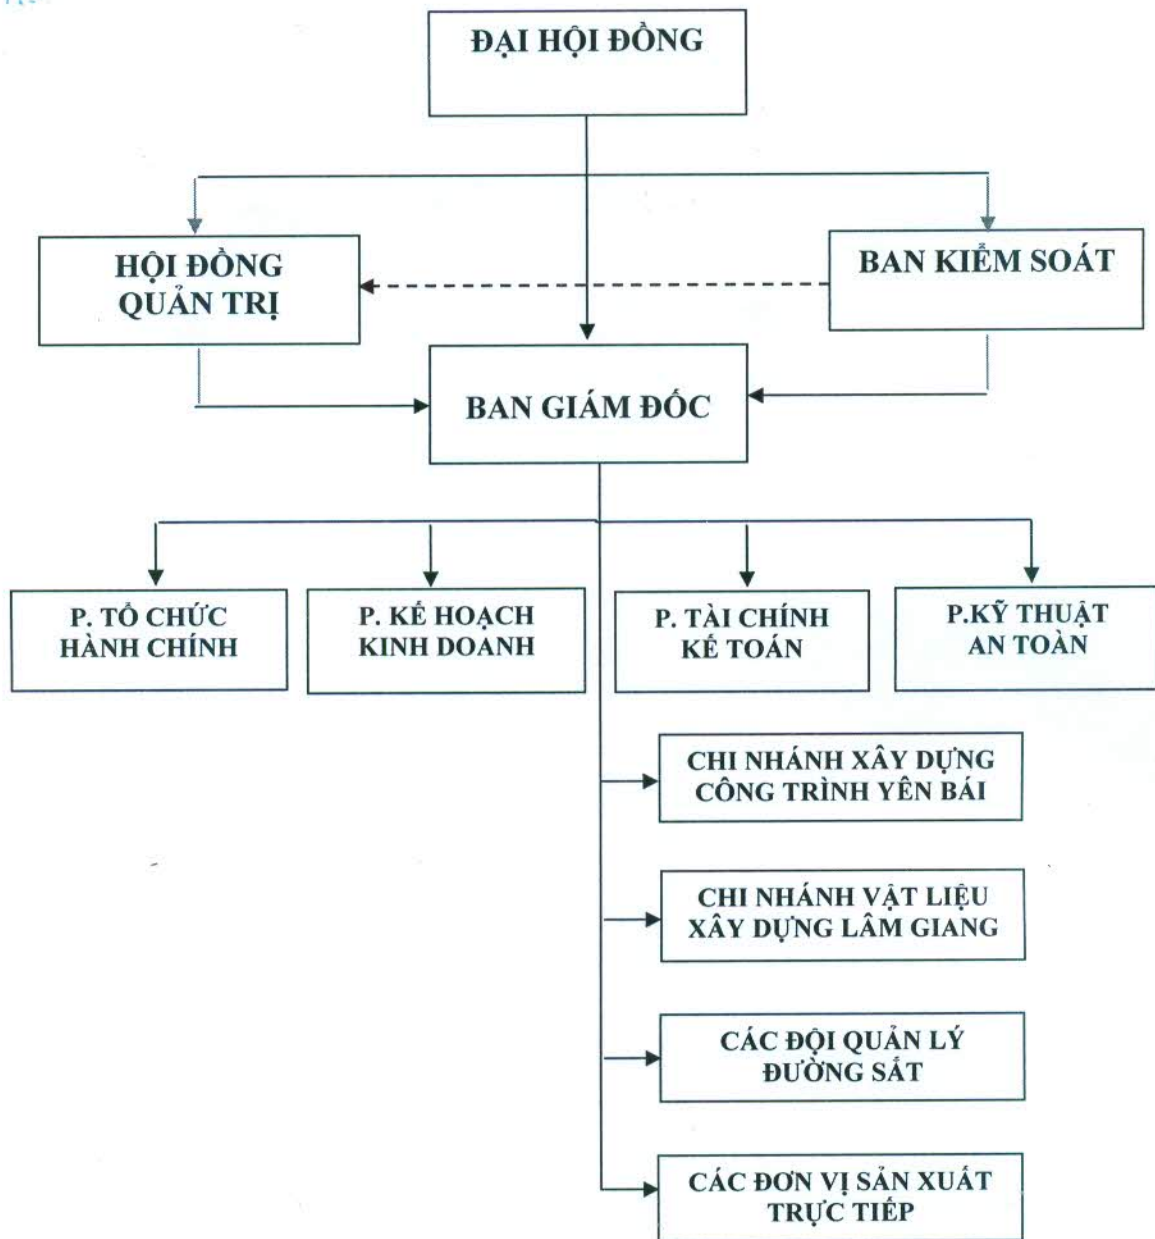 ĐẠI HỘI ĐỒNG
HỘI ĐỒNG
QUẢN TRỊ
BAN KIỂM SOÁT
BAN GIÁM ĐỐC
P. TỔ CHỨC
HÀNH CHÍNH
P. KẾ HOẠCH
KINH DOANH
P. TÀI CHÍNH
KẾ TOÁN
P.KỸ THUẬT
AN TOÀN
CHI NHÁNH XÂY DỰNG
CÔNG TRÌNH YÊN BÁI
CHI NHÁNH VẬT LIỆU
XÂY DỰNG LÂM GIANG
CÁC ĐỘI QUẢN LÝ
ĐƯỜNG SẮT
CÁC ĐƠN VỊ SẢN XUẤT
TRỰC TIẾP